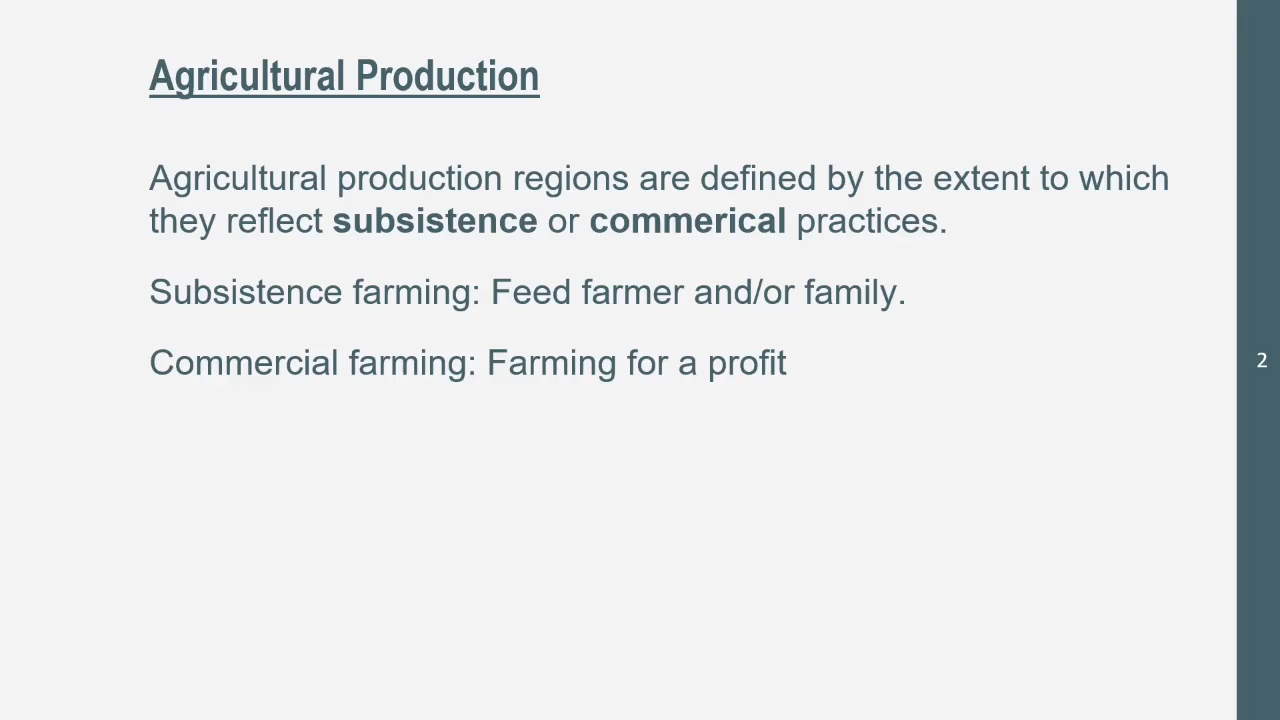 Agricultural Production
Agricultural production regions are defined by the extent to which
they reflect subsistence or commerical practices.
Subsistence farming: Feed farmer and/or family.
Commercial farming: Farming for a profit
2